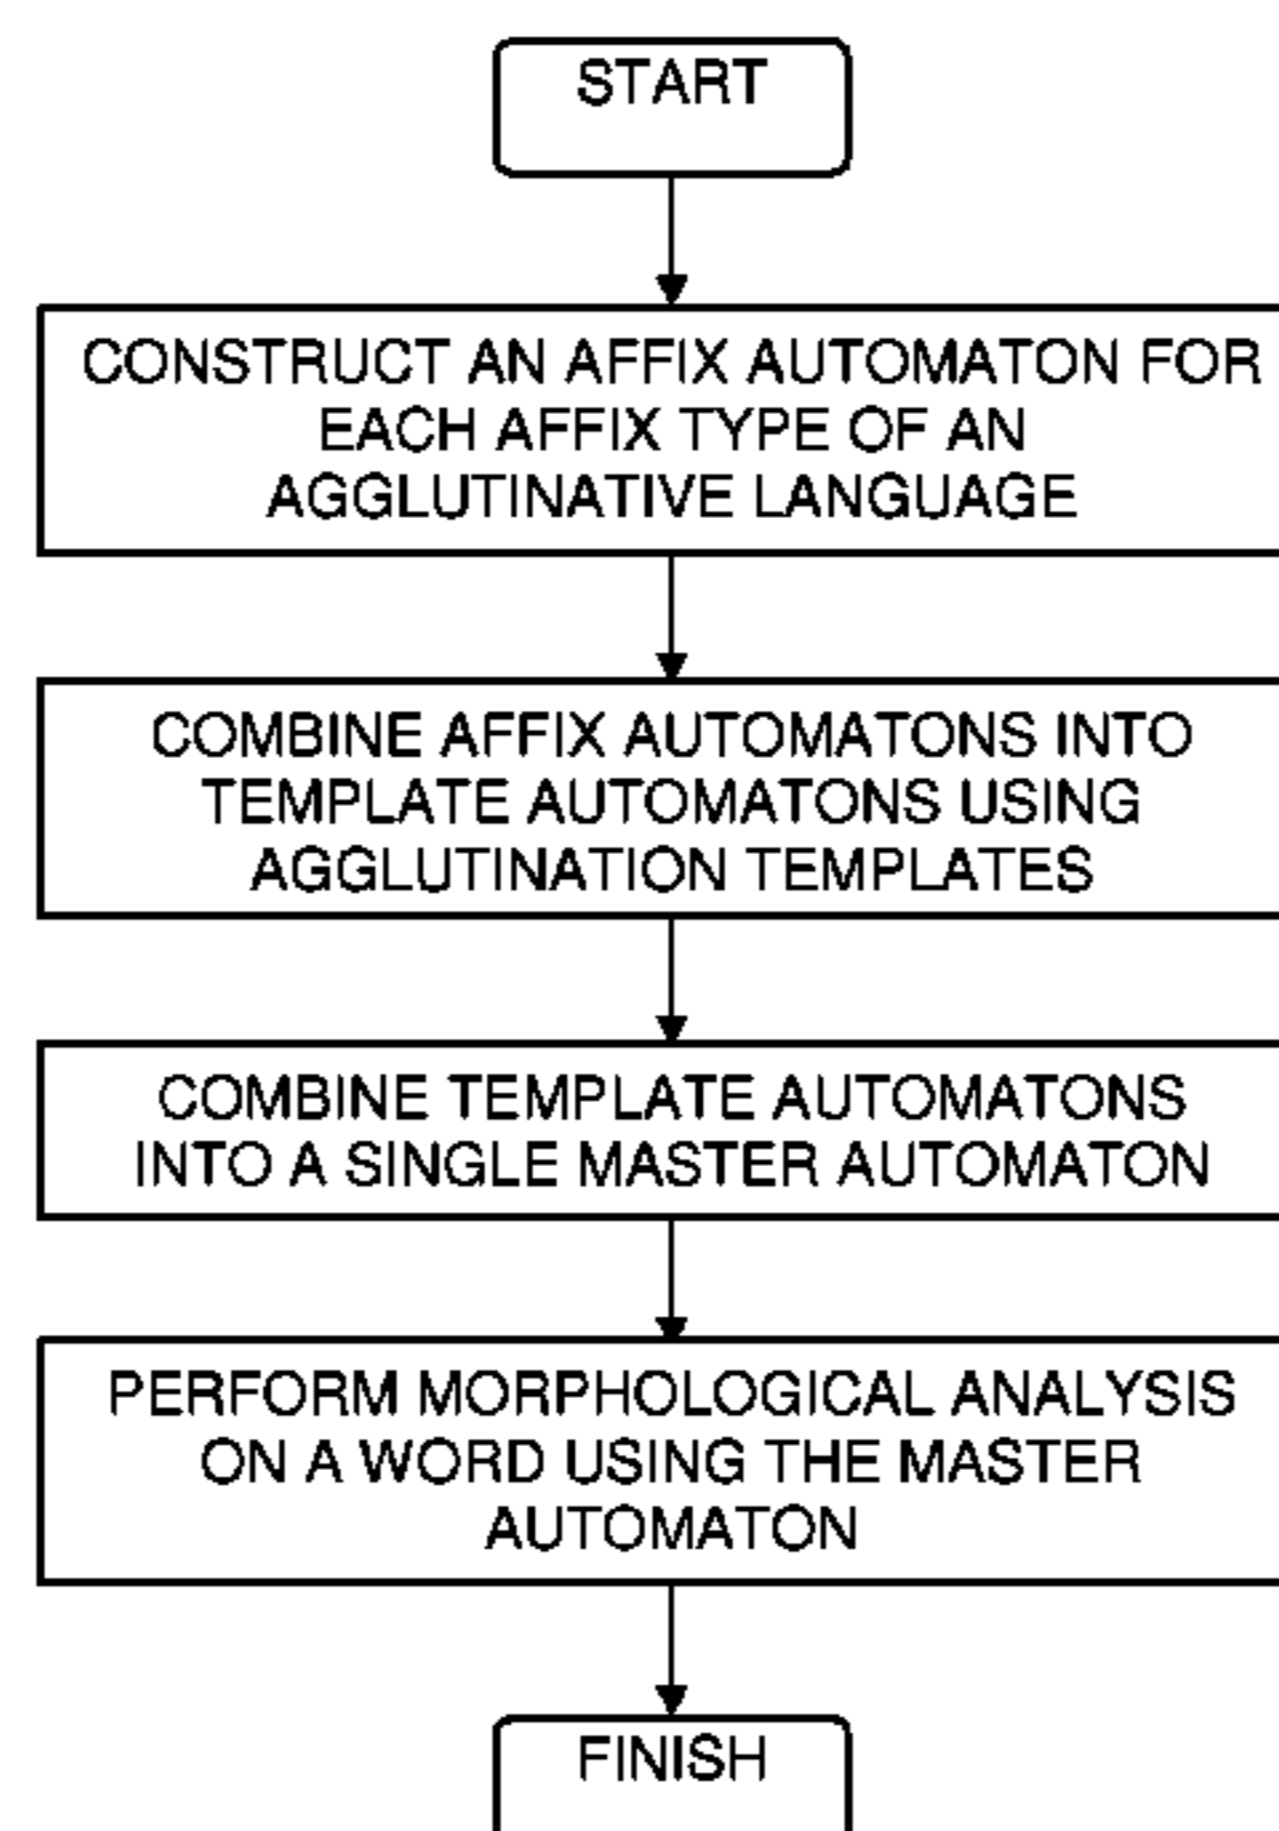 START
CONSTRUCT AN AFFIX AUTOMATON FOR
EACH AFFIX TYPE OF AN
AGGLUTINATIVE LANGUAGE
COMBINE AFFIX AUTOMATONS INTO
TEMPLATE AUTOMATONS USING
AGGLUTINATION TEMPLATES
COMBINE TEMPLATE AUTOMATONS
INTO A SINGLE MASTER AUTOMATON
PERFORM MORPHOLOGICAL ANALYSIS
ON A WORD USING THE MASTER
AUTOMATON
FINISH